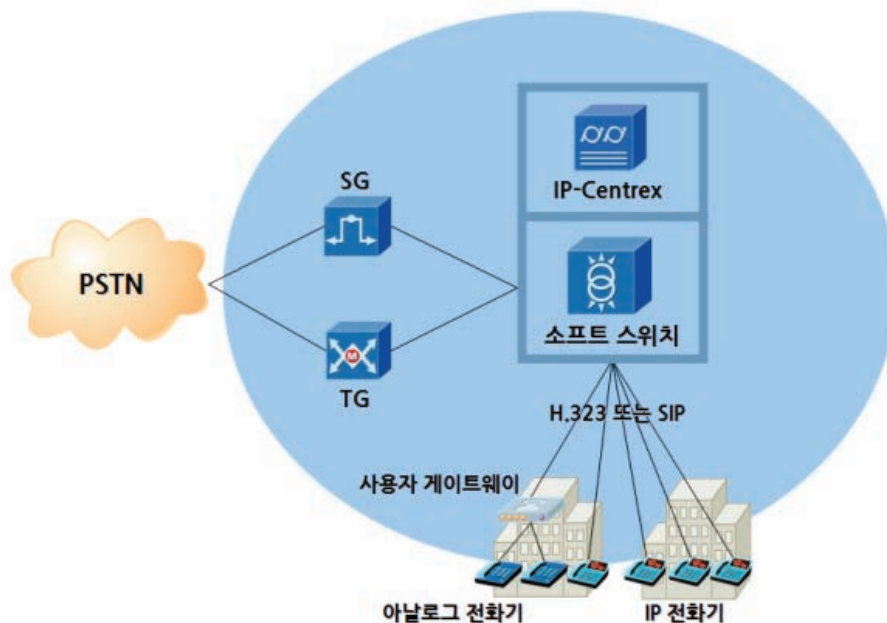 IP-Centrex
SG
PSTN
소프트 스위치
TG
H.323 또는 SIP
사용자 게이트웨이
아날로그 전화기
IP 전화기